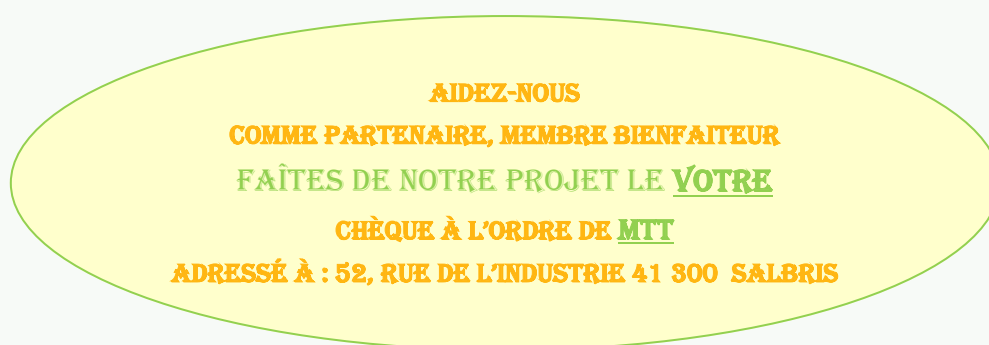 AIDEZ-NOUS
COMME PARTENAIRE, MEMBRE BIENFAITEUR
FAÎTES DE NOTRE PROJET LE VOTRE
CHÈQUE À L'ORDRE DE MTT
ADRESSÉ À : 52, RUE DE L'INDUSTRIE 41 300 SALBRIS